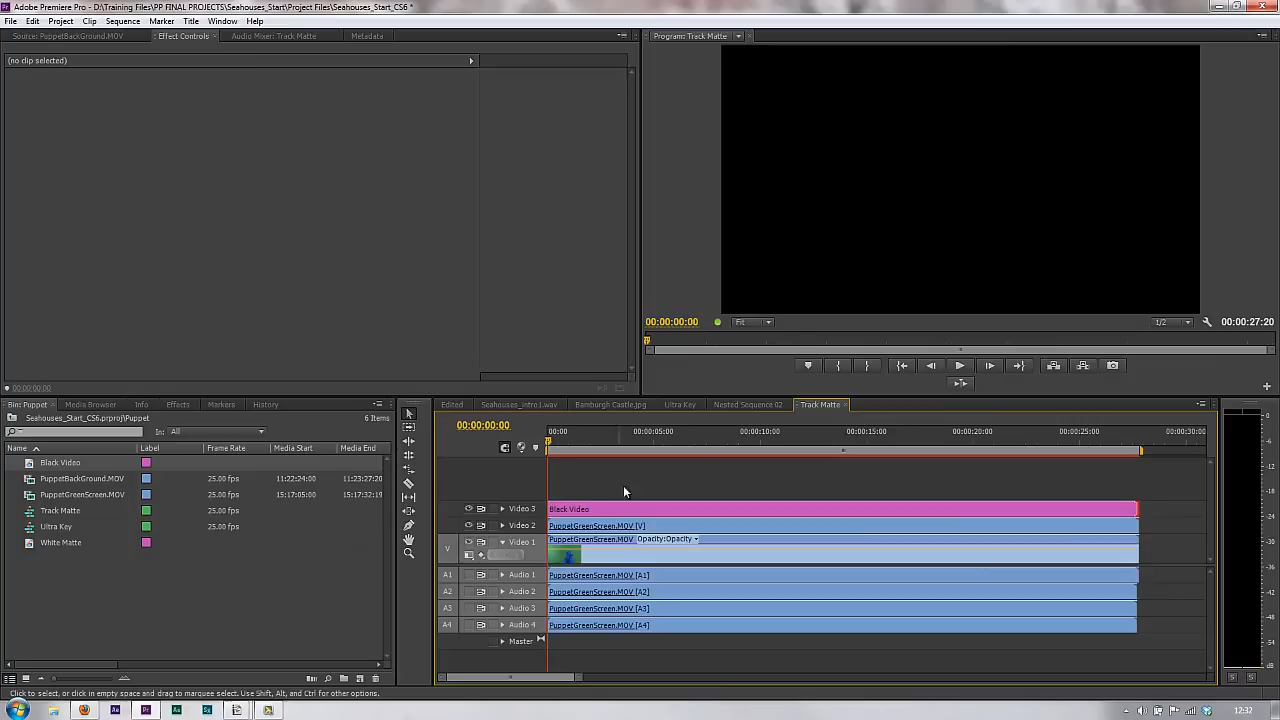 Adobe Premiere Pro - D:\Training Files\PP FINAL PROJECTS\Seahouses_Start\Project Files\Seahouses_Start_CS6 *
File Edit Project Clip Sequence Marker Title Window Help
Source: PuppetBackGround.MOV Effect Controls Audio Mixer: Track Matte Metadata
Program: Track Matte
(no clip selected)
00:00:00:00 Fit 1/2 00:00:27:20
00:00:00:00
Bin: Puppet Media Browser Info Effects Markers History
Seahouses_Start_CS6.prproj\Puppet 6 Items
In: All
Name Label Frame Rate Media Start Media End
Black Video
PuppetBackGround.MOV 25.00 fps 11:22:24:00 11:23:27:20
PuppetGreenScreen.MOV 25.00 fps 15:17:05:00 15:17:32:19
Track Matte 25.00 fps
Ultra Key 25.00 fps
White Matte
Edited Seahouses_intro1.wav Bamburgh Castle.jpg Ultra Key Nested Sequence 02 Track Matte
00:00:00:00
00:00 00:00:05:00 00:00:10:00 00:00:15:00 00:00:20:00 00:00:25:00 00:00:30:00
Video 3 Black Video
Video 2 PuppetGreenScreen.MOV [V]
V Video 1 PuppetGreenScreen.MOV Opacity:Opacity
A1 Audio 1 PuppetGreenScreen.MOV [A1]
A2 Audio 2 PuppetGreenScreen.MOV [A2]
A3 Audio 3 PuppetGreenScreen.MOV [A3]
A4 Audio 4 PuppetGreenScreen.MOV [A4]
Master
0
S S
Click to select, or click in empty space and drag to marquee select. Use Shift, Alt, and Ctrl for other options.
Ae Pr Au Sx 12:32